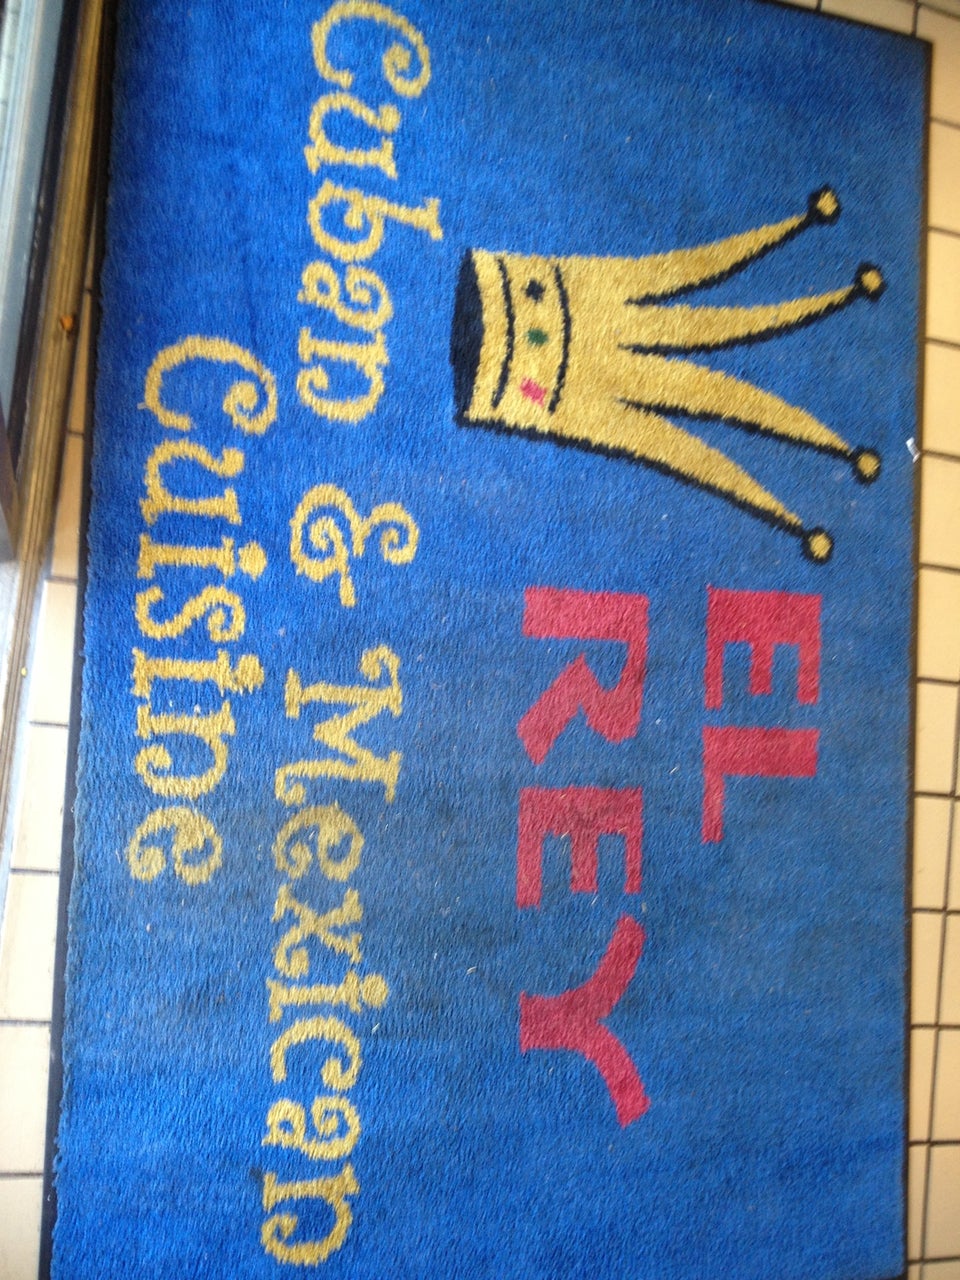 EL
REY
Cuban & Mexican
Cuisine